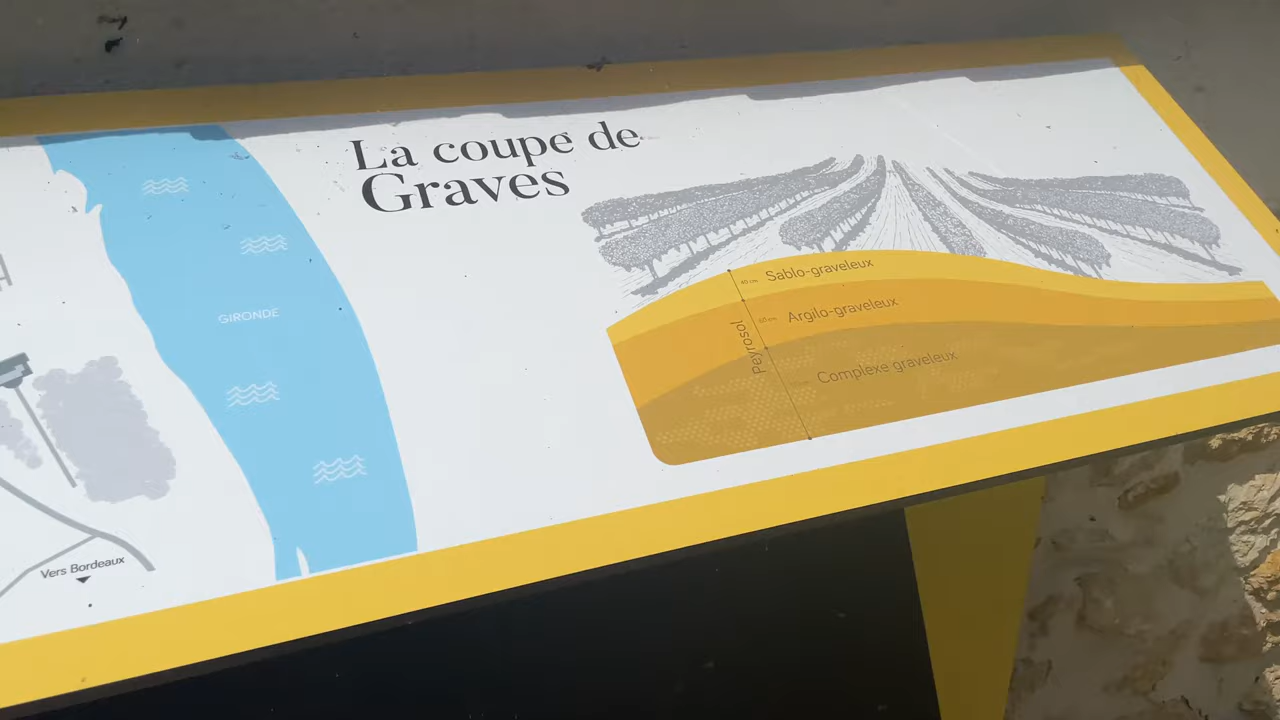 La coupe de
Graves
GIRONDE
Vers Bordeaux
Sablo-graveleux
Argilo-graveleux
Complexe graveleux
Peyrosol